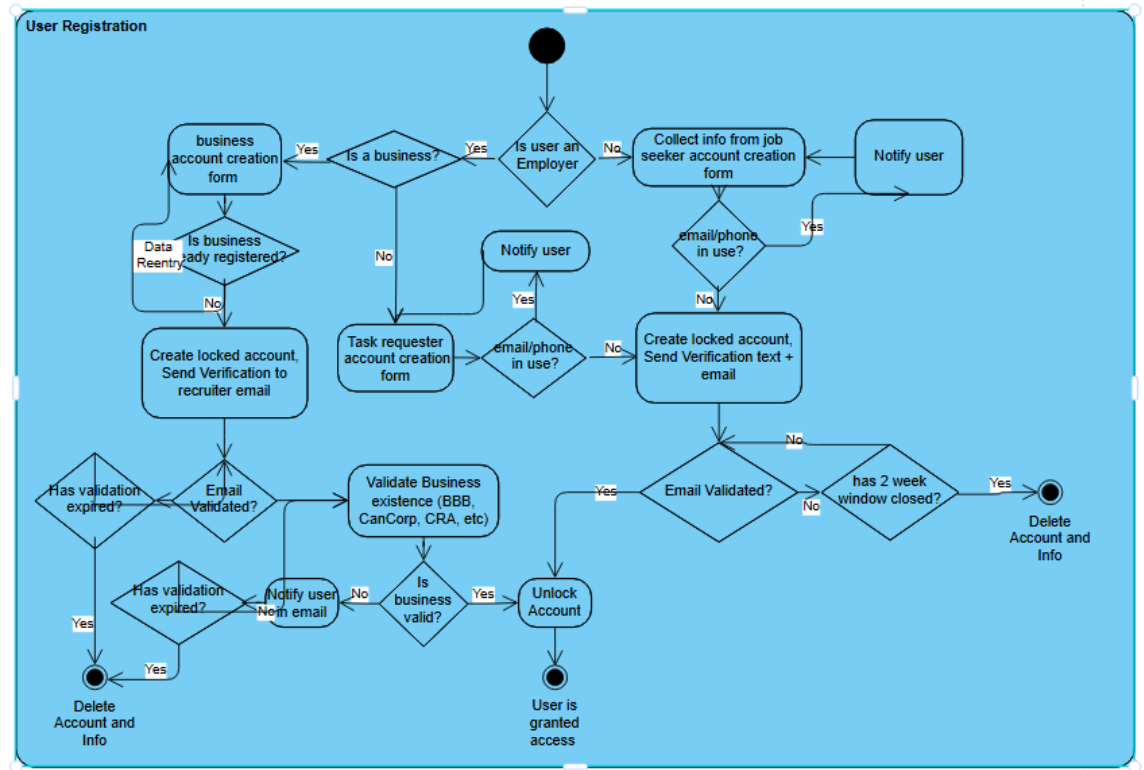 User Registration
Is user an
Employer
Yes
No
Is a business?
Yes
No
business
account creation
form
Collect info from job
seeker account creation
form
Notify user
Yes
email/phone
in use?
No
Is business
eady registered?
Data
Reentry
No
Notify user
Yes
Task requester
account creation
form
email/phone
in use?
No
Create locked account,
Send Verification text +
email
Create locked account,
Send Verification to
recruiter email
Has validation
expired?
Email
Validated?
Validate Business
existence (BBB,
CanCorp, CRA, etc)
Yes
Email Validated?
No
No
has 2 week
window closed?
Yes
Delete
Account and
Info
Has validation
expired?
No
Notify user
in email
No
Is
business
valid?
Yes
Unlock
Account
Yes
Yes
Delete
Account and
Info
User is
granted
access